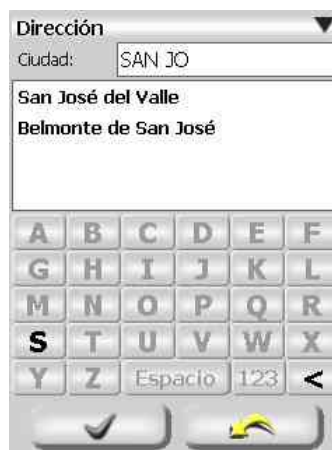 Dirección
Ciudad: SAN JO
San José del Valle
Belmonte de San José
A B C D E F
G H I J K L
M N O P Q R
S T U V W X
Y Z Espacio 123 <